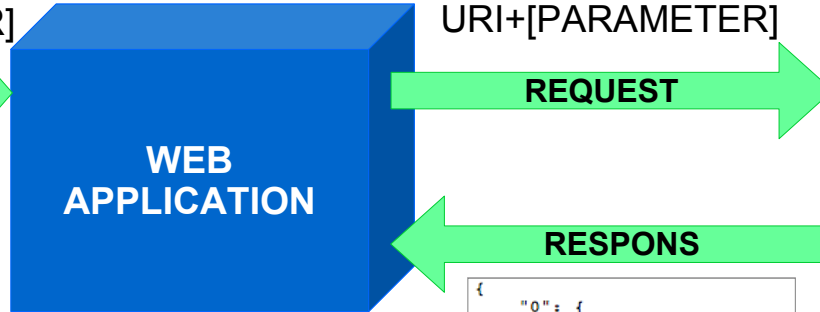 R]
URI+[PARAMETER]
REQUEST
WEB
APPLICATION
RESPONS
{
"0": {